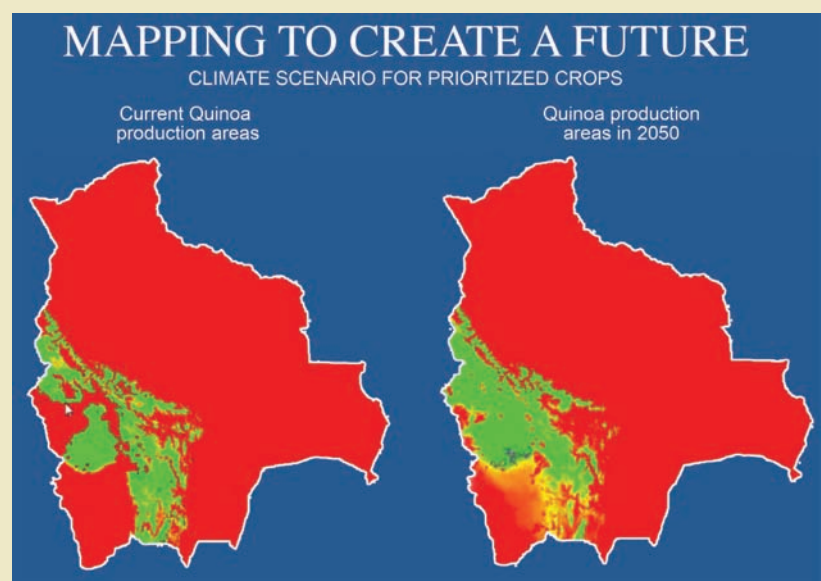 MAPPING TO CREATE A FUTURE
CLIMATE SCENARIO FOR PRIORITIZED CROPS
Current Quinoa
production areas
Quinoa production
areas in 2050